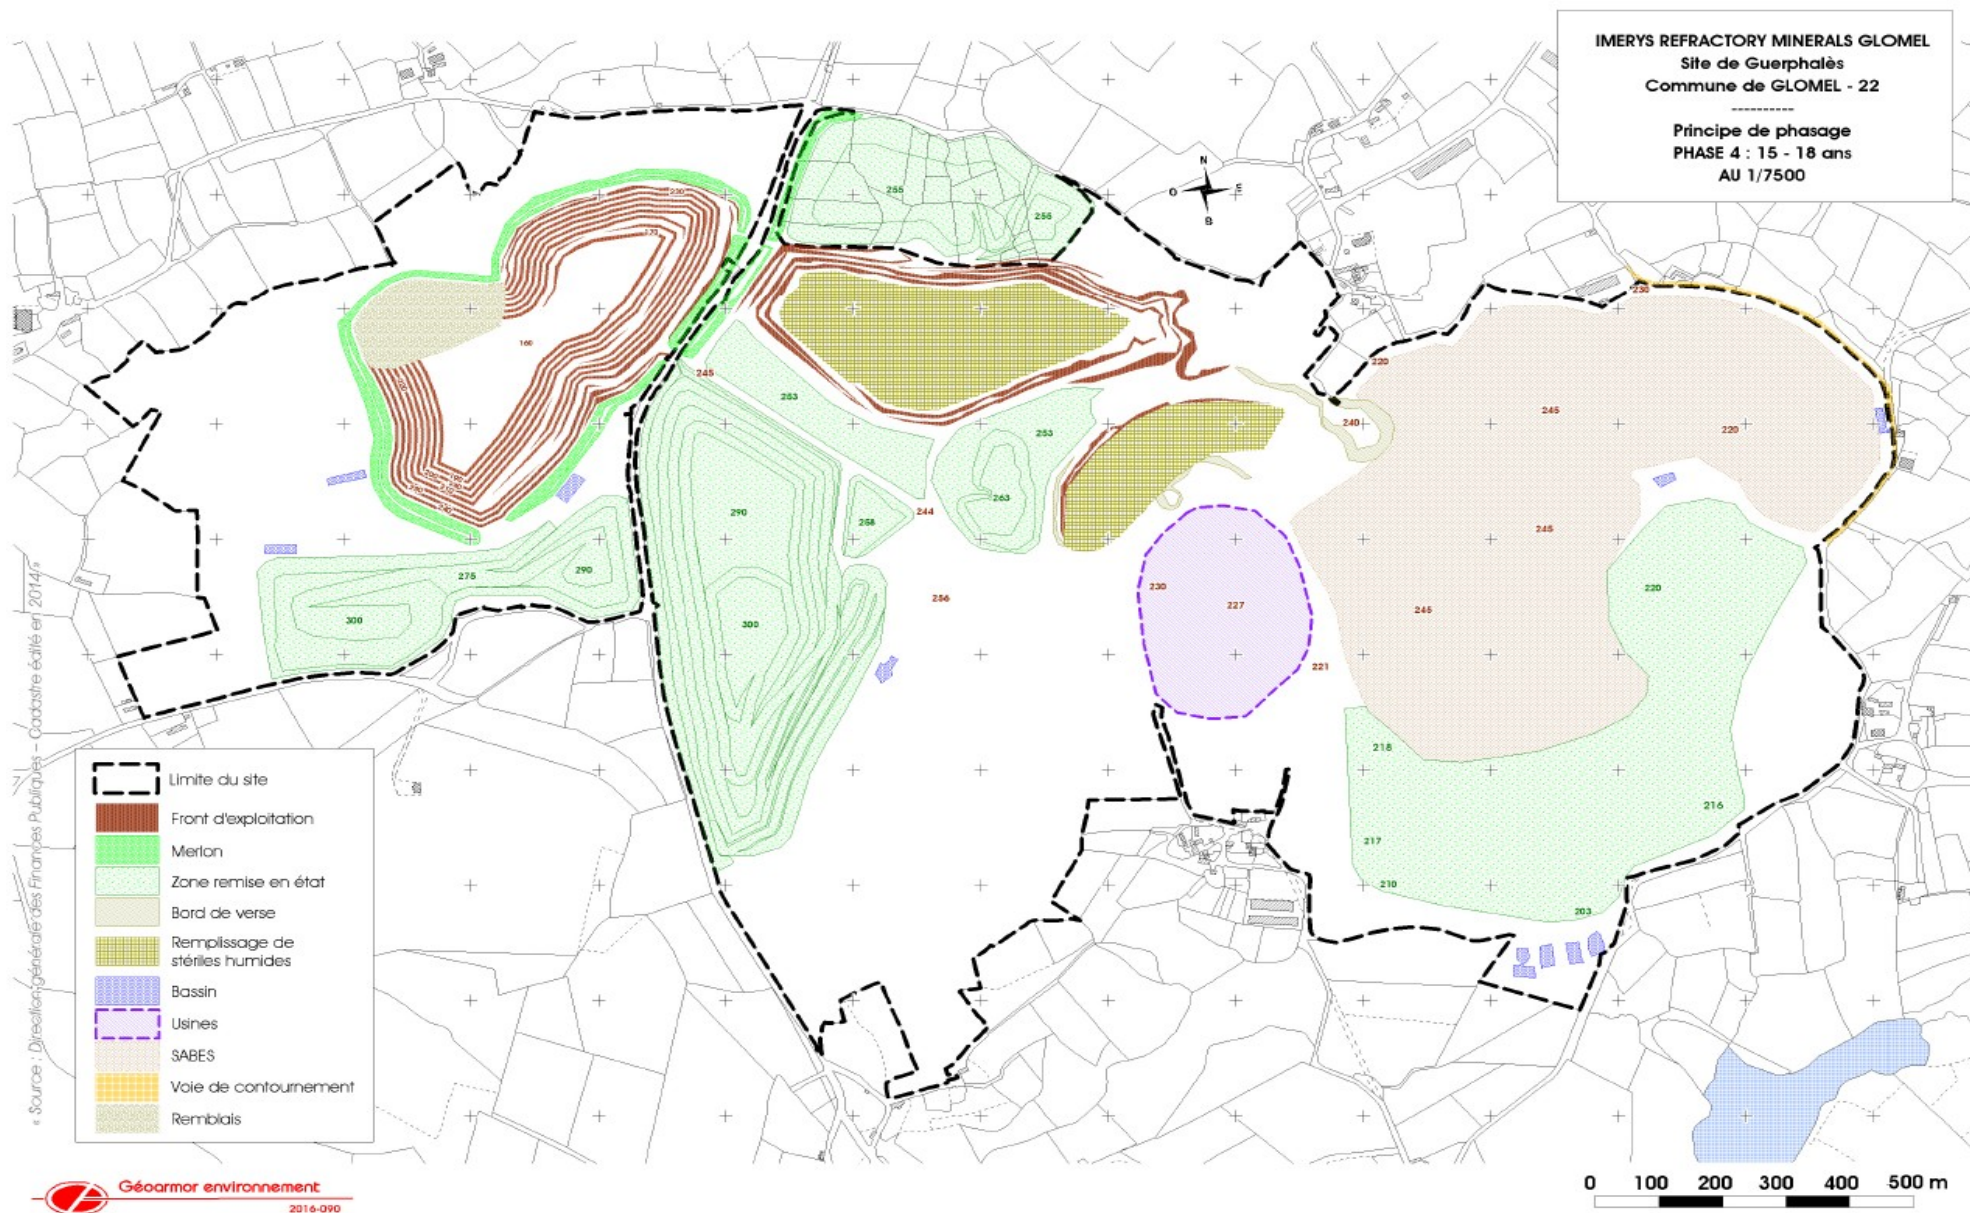 IMERYS REFRACTORY MINERALS GLOMEL
Site de Guerphalès
Commune de GLOMEL - 22
----------
Principe de phasage
PHASE 4 : 15 - 18 ans
AU 1/7500
N
O
E
S
255
255
230
170
230
160
220
245
253
245
240
220
253
263
290
258
244
245
275
290
256
230
227
245
220
300
300
221
218
216
217
210
203
Limite du site
Front d'exploitation
Merlon
Zone remise en état
Bord de verse
Remplissage de
stériles humides
Bassin
Usines
SABES
Voie de contournement
Remblais
« Source : Direction générale des Finances Publiques – Cadastre édité en 2014 »
Géoarmor environnement
2016-090
0 100 200 300 400 500 m